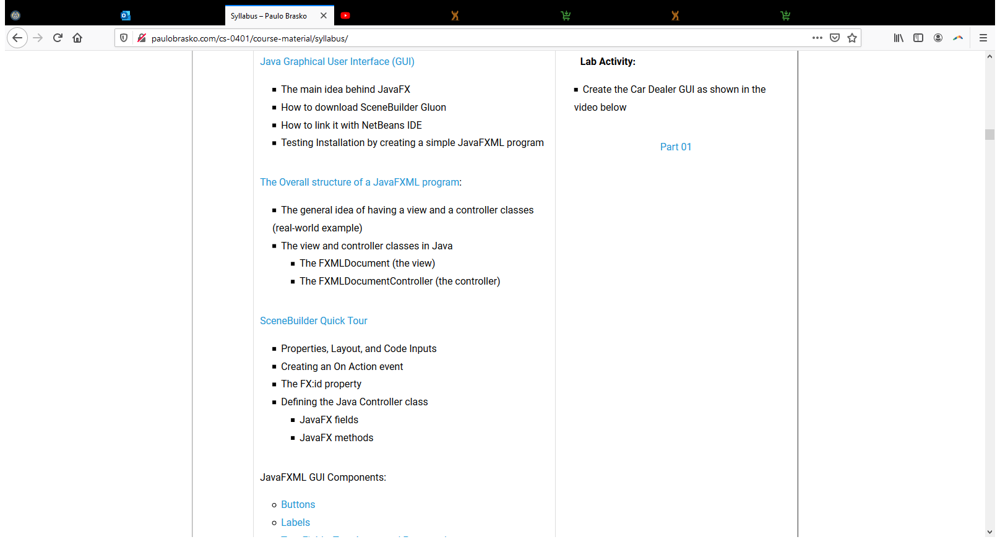 Syllabus – Paulo Brasko
paulobrasko.com/cs-0401/course-material/syllabus/
Java Graphical User Interface (GUI)
The main idea behind JavaFX
How to download SceneBuilder Gluon
How to link it with NetBeans IDE
Testing Installation by creating a simple JavaFXML program
The Overall structure of a JavaFXML program:
The general idea of having a view and a controller classes
(real-world example)
The view and controller classes in Java
The FXMLDocument (the view)
The FXMLDocumentController (the controller)
SceneBuilder Quick Tour
Properties, Layout, and Code Inputs
Creating an On Action event
The FX:id property
Defining the Java Controller class
JavaFX fields
JavaFX methods
JavaFXML GUI Components:
Buttons
Labels
Lab Activity:
Create the Car Dealer GUI as shown in the
video below
Part 01